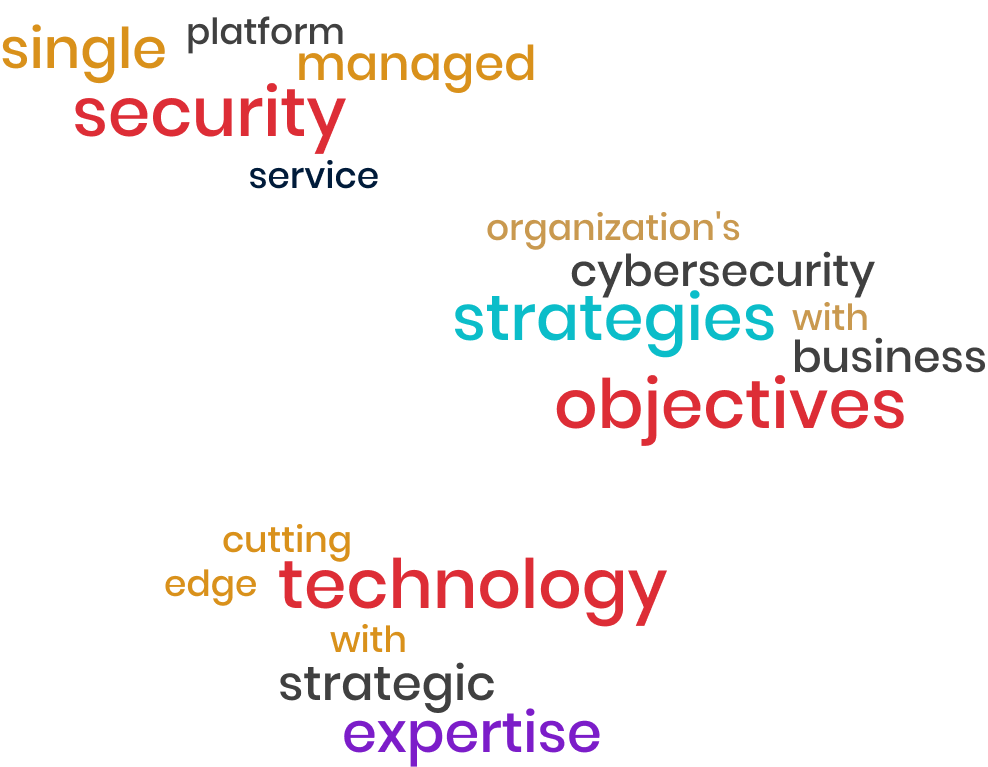 single platform
managed
security
service
organization's
cybersecurity
strategies with
business
objectives
cutting
edge technology
with
strategic
expertise